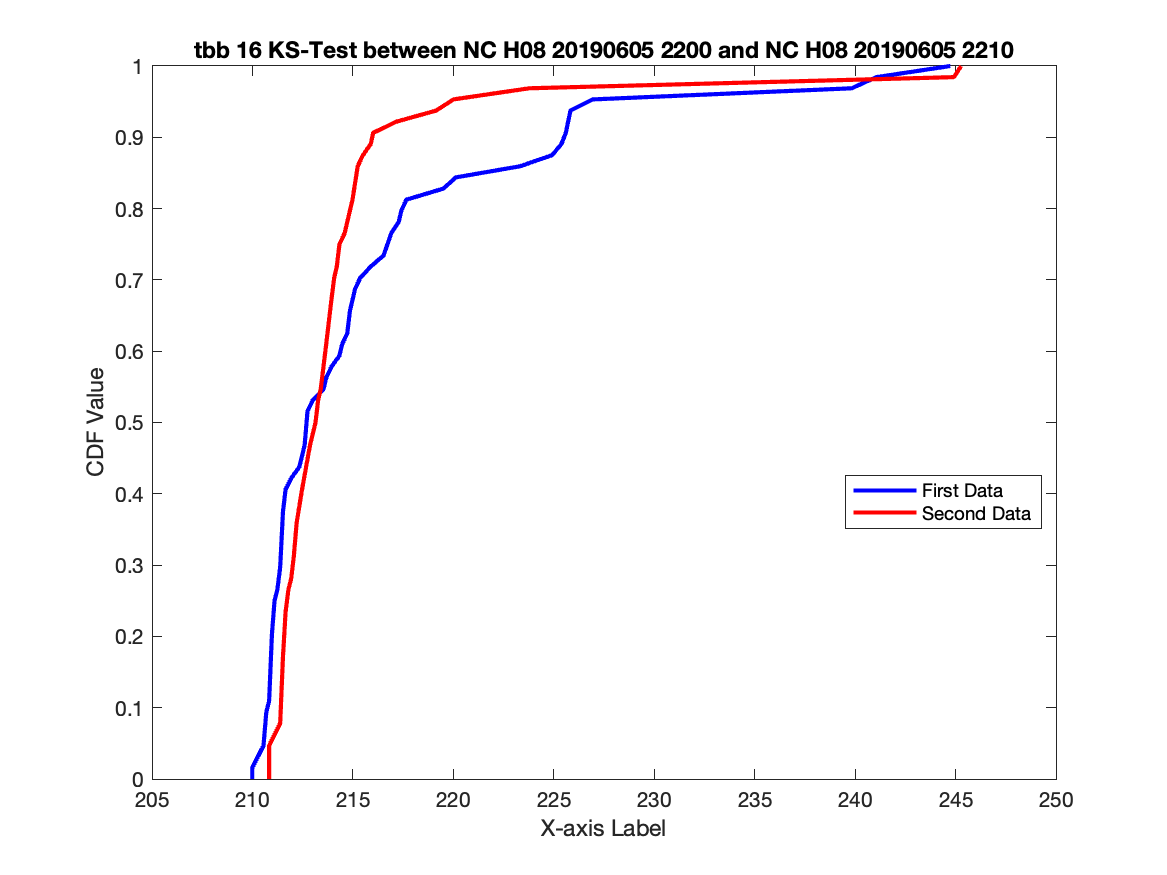 tbb 16 KS-Test between NC H08 20190605 2200 and NC H08 20190605 2210
1
0.9
0.8
0.7
0.6
0.5
0.4
0.3
0.2
0.1
0
CDF Value
First Data
Second Data
205 210 215 220 225 230 235 240 245 250
X-axis Label